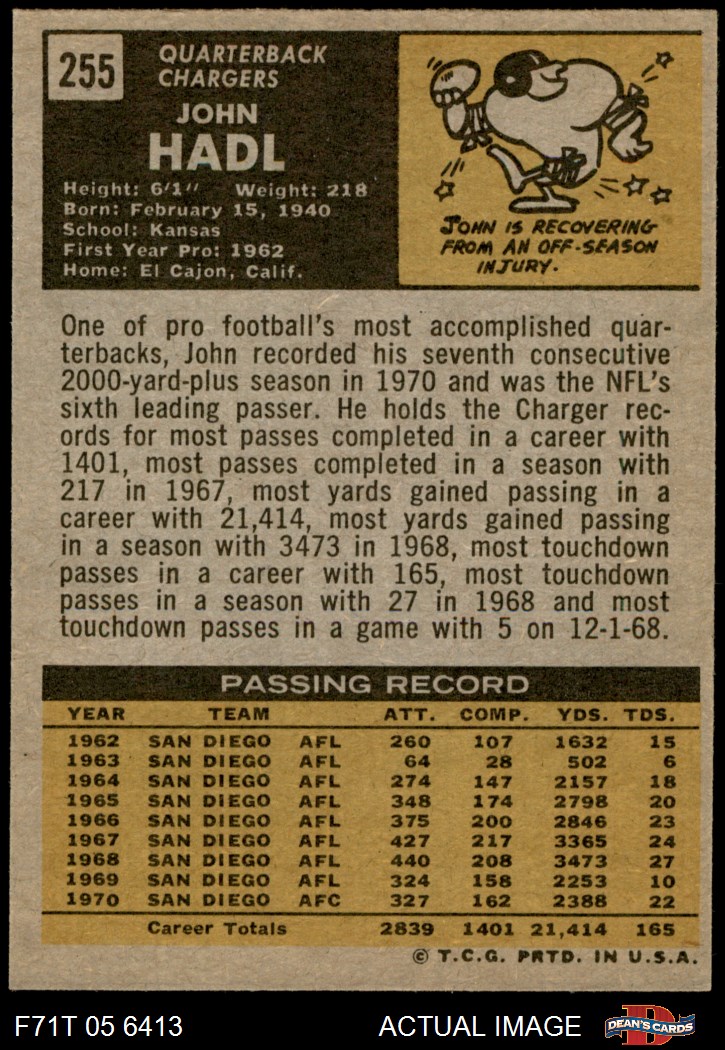 255
QUARTERBACK
CHARGERS
JOHN
HADL
Height: 6'1" Weight: 218
Born: February 15, 1940
School: Kansas
First Year Pro: 1962
Home: El Cajon, Calif.
JOHN IS RECOVERING
FROM AN OFF-SEASON
INJURY.
One of pro football's most accomplished quar-
terbacks, John recorded his seventh consecutive
2000-yard-plus season in 1970 and was the NFL's
sixth leading passer. He holds the Charger rec-
ords for most passes completed in a career with
1401, most passes completed in a season with
217 in 1967, most yards gained passing in a
career with 21,414, most yards gained passing
in a season with 3473 in 1968, most touchdown
passes in a career with 165, most touchdown
passes in a season with 27 in 1968 and most
touchdown passes in a game with 5 on 12-1-68.
PASSING RECORD
YEAR TEAM ATT. COMP. YDS. TDS.
1962 SAN DIEGO AFL 260 107 1632 15
1963 SAN DIEGO AFL 64 28 502 6
1964 SAN DIEGO AFL 274 147 2157 18
1965 SAN DIEGO AFL 348 174 2798 20
1966 SAN DIEGO AFL 375 200 2846 23
1967 SAN DIEGO AFL 427 217 3365 24
1968 SAN DIEGO AFL 440 208 3473 27
1969 SAN DIEGO AFL 324 158 2253 10
1970 SAN DIEGO AFC 327 162 2388 22
Career Totals 2839 1401 21,414 165
© T.C.G. PRTD. IN U.S.A.
F71T 05 6413 ACTUAL IMAGE
D
DEAN'S CARDS